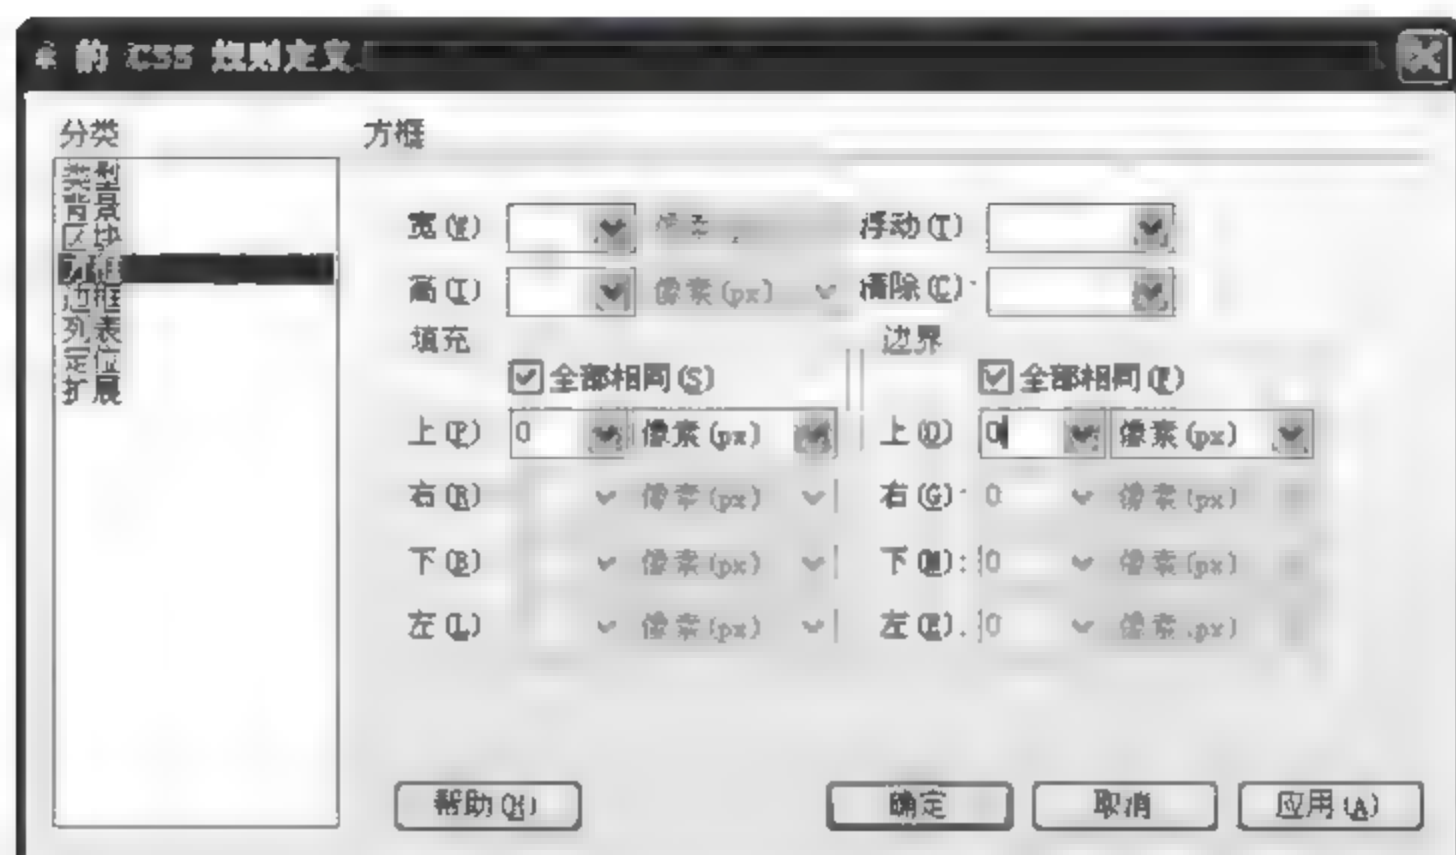 的 CSS 规则定义
分类
方框
类型
背景
区块
方框
边框
列表
定位
扩展
宽(W)
浮动(T)
高(I) 像素(px)
清除(C)
填充
边界
全部相同(S)
全部相同(F)
上(P) 0 像素(px)
上(O) 0 像素(px)
右(R) 像素(px)
右(G) 0 像素(px)
下(B) 像素(px)
下(M): 0 像素(px)
左(L) 像素(px)
左(E). 0 像素(px)
帮助(H) 确定 取消 应用(A)